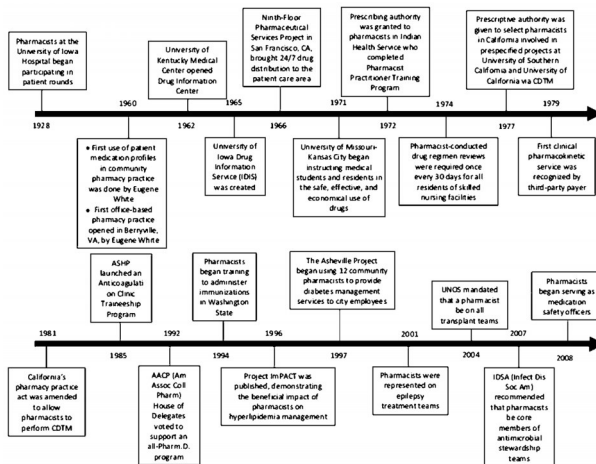 Pharmacists at the
University of Iowa
Hospital began
participating in
patient rounds
University of
Kentucky Medical
Center opened
Drug Information
Center
Ninth-Floor
Pharmaceutical
Services Project in
San Francisco, CA,
brought 24/7 drug
distribution to the
patient care area
Prescribing authority
was granted to
pharmacists in Indian
Health Service who
completed
Pharmacist
Practitioner Training
Program
Prescriptive authority was
given to select pharmacists
in California involved in
prespecified projects at
University of Southern
California and University of
California via CDTM
1960
1965
1971
1974
1979
1928
1962
1966
1972
1977
• First use of patient
medication profiles
in community
pharmacy practice
was done by Eugene
White
• First office-based
pharmacy practice
opened in Berryville,
VA, by Eugene White
University of
Iowa Drug
Information
Service (IDIS)
was created
University of Missouri-
Kansas City began
instructing medical
students and residents in
the safe, effective, and
economical use of
drugs
Pharmacist-conducted
drug regimen reviews
were required once
every 30 days for all
residents of skilled
nursing facilities
First clinical
pharmacokinetic
service was
recognized by
third-party payer
ASHP
launched an
Anticoagulati
on Clinic
Traineeship
Program
Pharmacists
began training
to administer
immunizations
in Washington
State
The Asheville Project
began using 12 community
pharmacists to provide
diabetes management
services to city employees
UNOS mandated
that a pharmacist
be on all
transplant teams
Pharmacists
began serving as
medication
safety officers
1981
1992
1996
2001
2007
1985
1994
1997
2004
2008
California's
pharmacy practice
act was amended
to allow
pharmacists to
perform CDTM
AACP (Am
Assoc Coll
Pharm)
House of
Delegates
voted to
support an
all-Pharm.D.
program
Project ImPACT was
published, demonstrating
the beneficial impact of
pharmacists on
hyperlipidemia management
Pharmacists were
represented on
epilepsy
treatment teams
IDSA (Infect Dis
Soc Am)
recommended
that pharmacists
be core
members of
antimicrobial
stewardship
teams